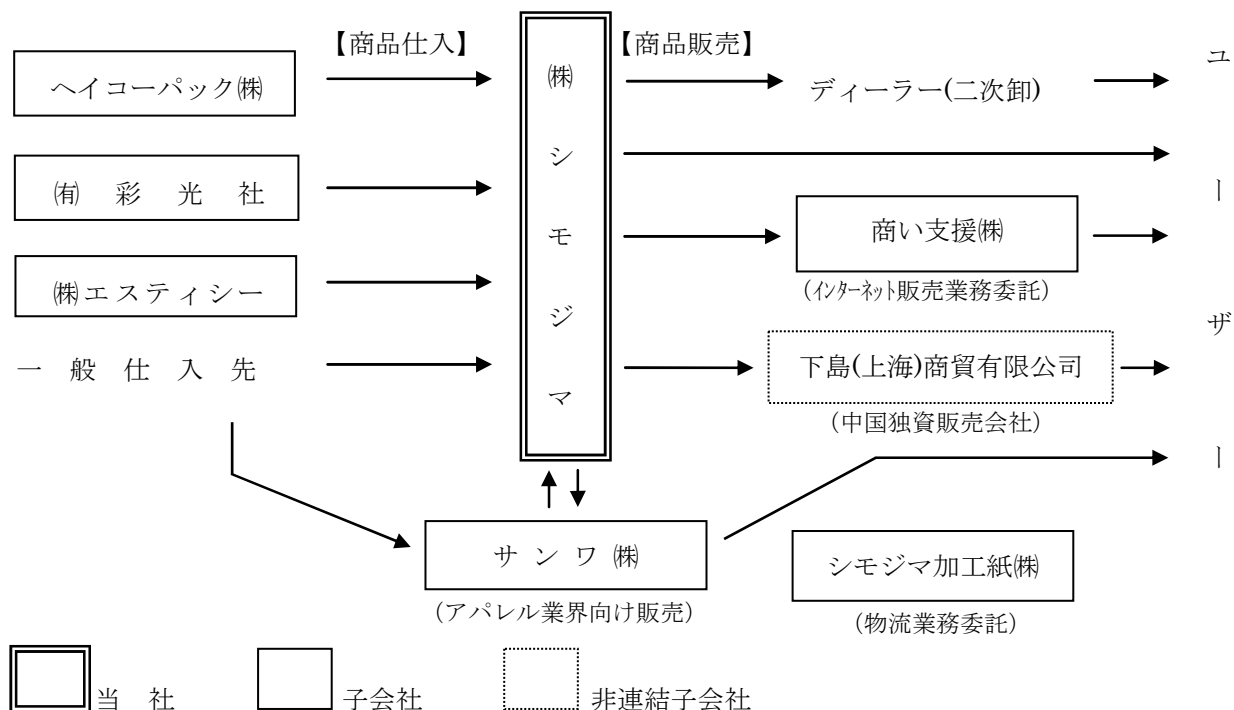 【商品仕入】
【商品販売】
ヘイコーパック㈱
㈲ 彩 光 社
㈱エスティシー
一 般 仕 入 先
㈱シモジマ
ディーラー(二次卸)
商い支援㈱
(インターネット販売業務委託)
下島(上海)商貿有限公司
(中国独資販売会社)
ユーザー
サ ン ワ ㈱
(アパレル業界向け販売)
シモジマ加工紙㈱
(物流業務委託)
当 社
子会社
非連結子会社